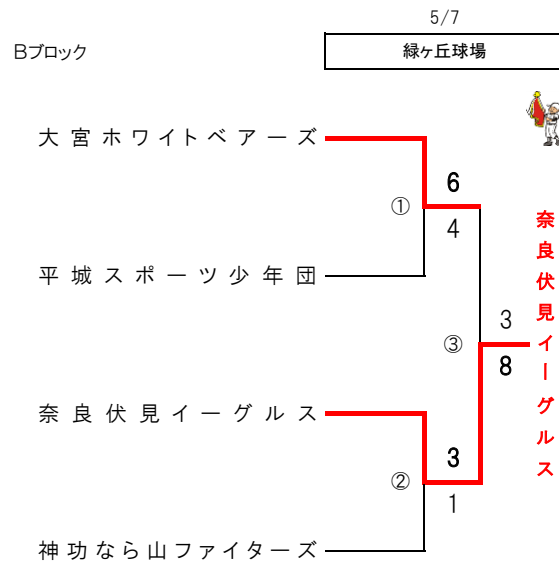 5/7
Bブロック
緑ヶ丘球場
大宮ホワイトベアーズ
6
①
4
平城スポーツ少年団
奈良伏見イーグルス
3
③
8
奈良伏見イーグルス
3
②
1
神功なら山ファイターズ